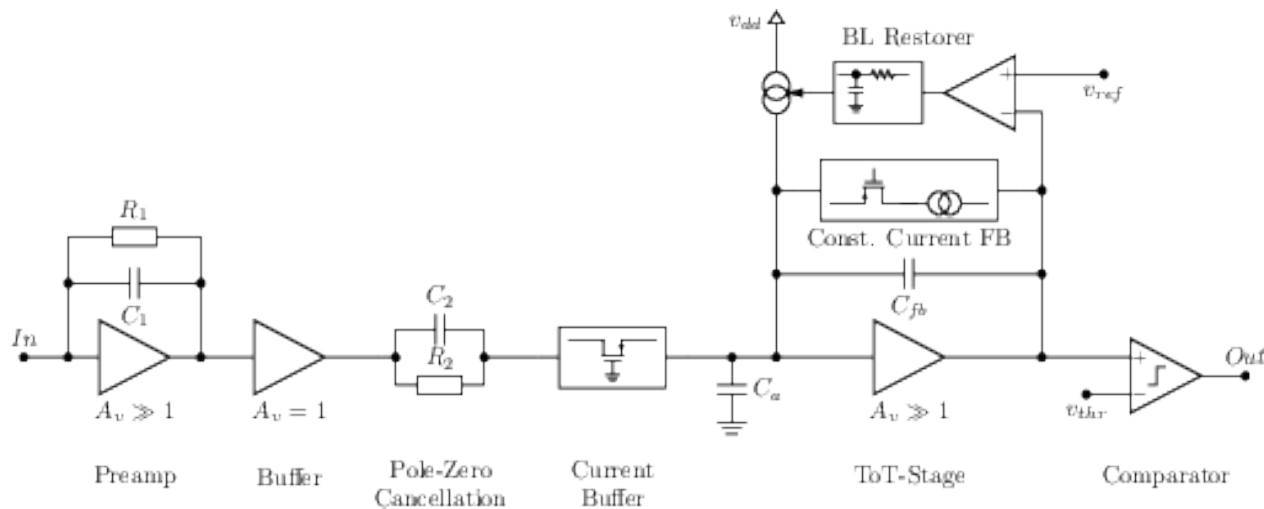 v_dd
BL Restorer
+
v_ref
−
R_1
Const. Current FB
C_1
C_2
C_fb
In
R_2
+
Out
C_a
−
v_thr
A_v ≫ 1
A_v = 1
A_v ≫ 1
Preamp
Buffer
Pole-Zero
Cancellation
Current
Buffer
ToT-Stage
Comparator